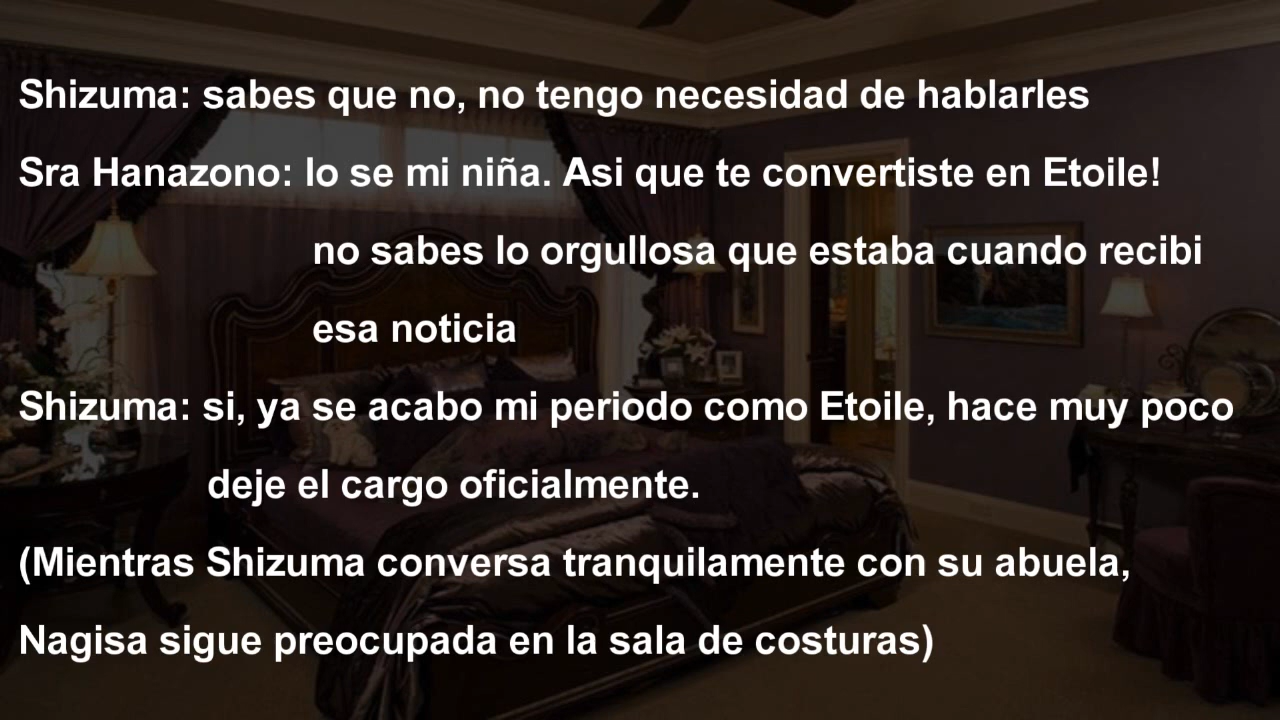 Shizuma: sabes que no, no tengo necesidad de hablarles
Sra Hanazono: lo se mi niña. Asi que te convertiste en Etoile!
no sabes lo orgullosa que estaba cuando recibi
esa noticia
Shizuma: si, ya se acabo mi periodo como Etoile, hace muy poco
deje el cargo oficialmente.
(Mientras Shizuma conversa tranquilamente con su abuela,
Nagisa sigue preocupada en la sala de costuras)